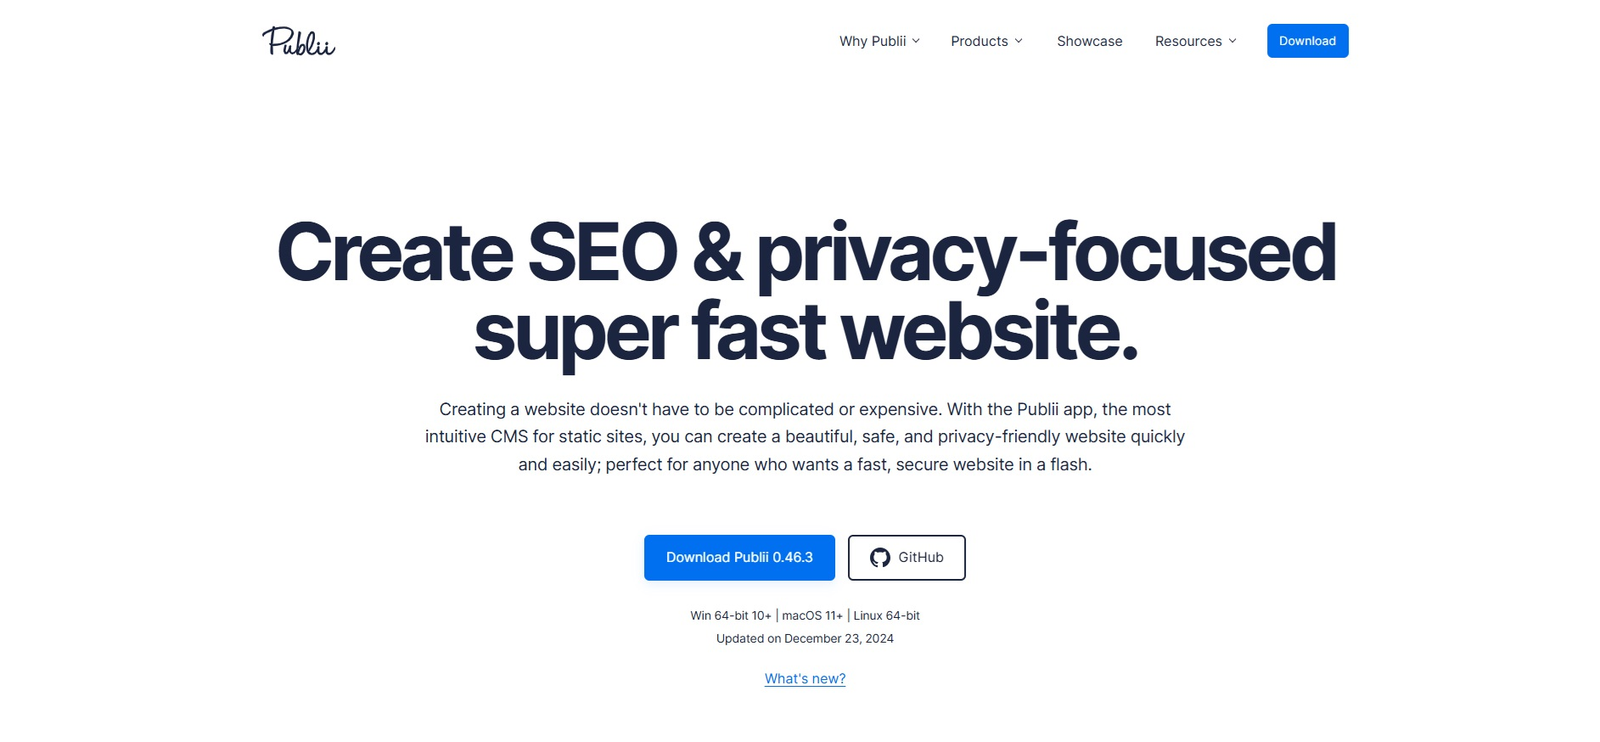 Publii
Why Publii
Products
Showcase
Resources
Download
Create SEO & privacy-focused
super fast website.
Creating a website doesn't have to be complicated or expensive. With the Publii app, the most
intuitive CMS for static sites, you can create a beautiful, safe, and privacy-friendly website quickly
and easily; perfect for anyone who wants a fast, secure website in a flash.
Download Publii 0.46.3
GitHub
Win 64-bit 10+ | macOS 11+ | Linux 64-bit
Updated on December 23, 2024
What's new?